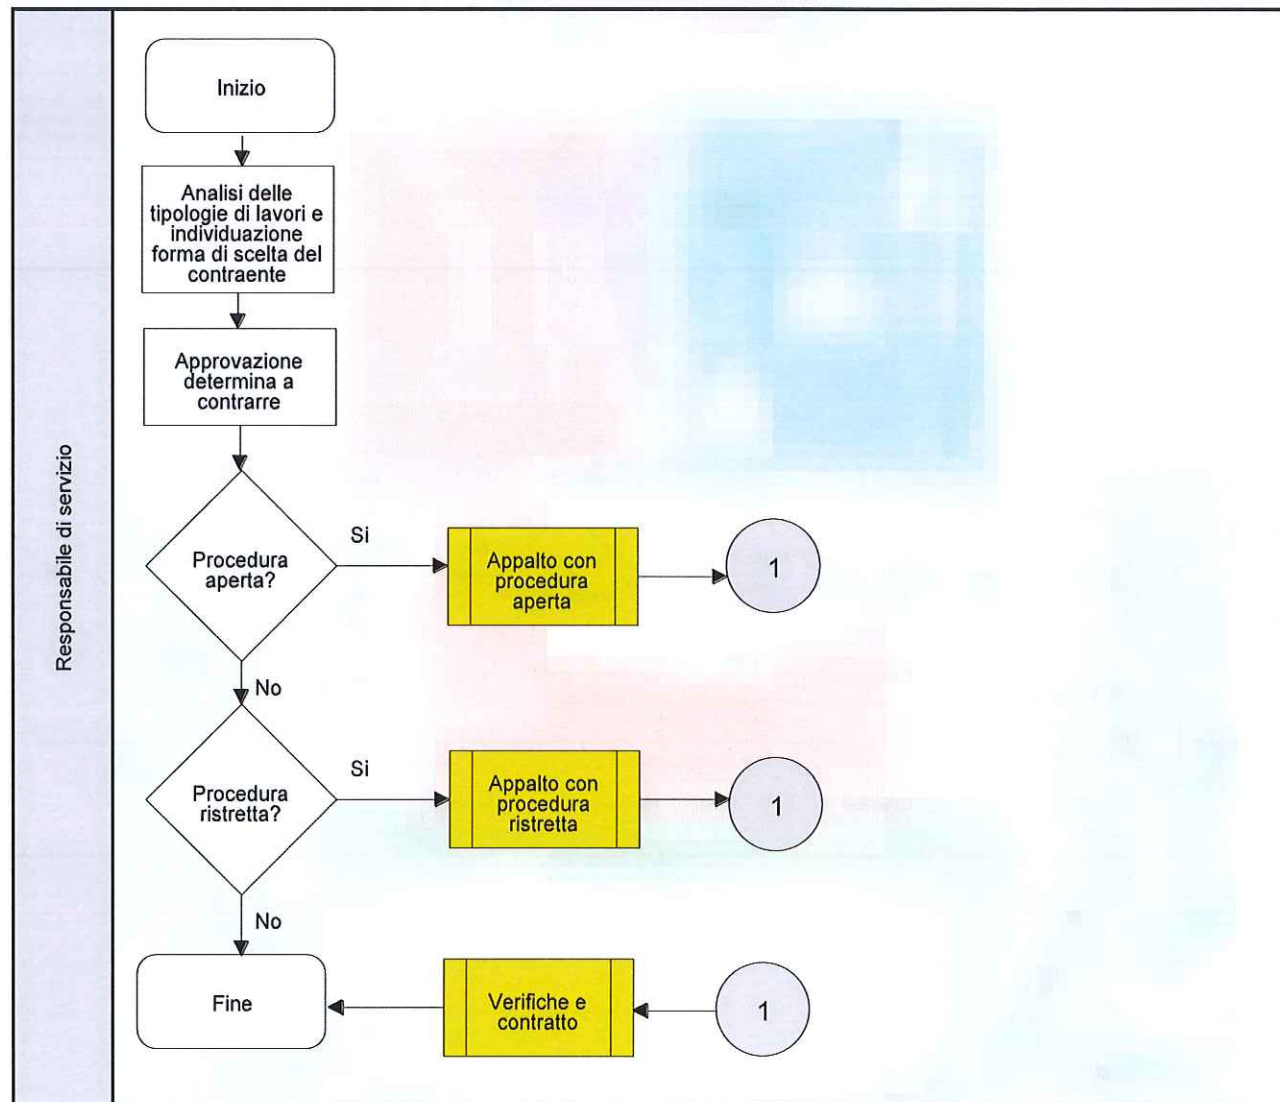 Responsabile di servizio
Inizio
Analisi delle
tipologie di lavori e
individuazione
forma di scelta del
contraente
Approvazione
determina a
contrarre
Procedura
aperta?
Si
Appalto con
procedura
aperta
1
No
Procedura
ristretta?
Si
Appalto con
procedura
ristretta
1
No
Fine
Verifiche e
contratto
1